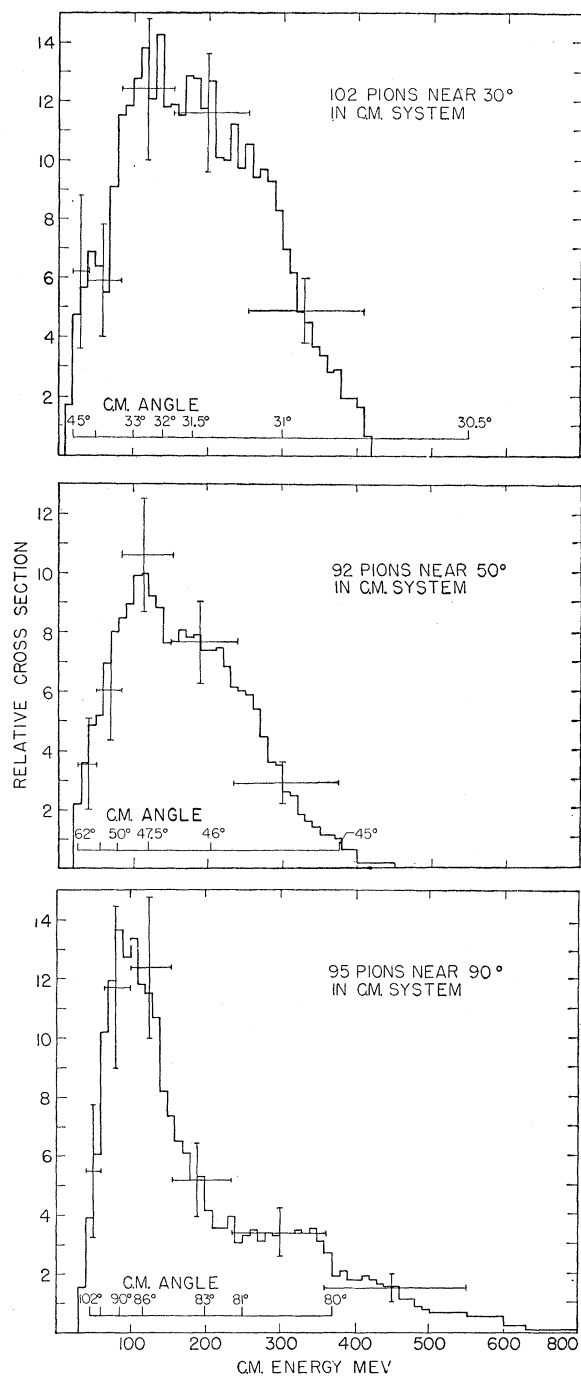 14
12
10
8
6
4
2
102 PIONS NEAR 30°
IN C.M. SYSTEM
C.M. ANGLE
45° 33° 32° 31.5° 31° 30.5°
12
10
8
6
4
2
92 PIONS NEAR 50°
IN C.M. SYSTEM
C.M. ANGLE
62° 50° 47.5° 46° 45°
RELATIVE CROSS SECTION
14
12
10
8
6
4
2
95 PIONS NEAR 90°
IN C.M. SYSTEM
C.M. ANGLE
102° 90° 86° 83° 81° 80°
100 200 300 400 500 600 700 800
C.M. ENERGY MEV